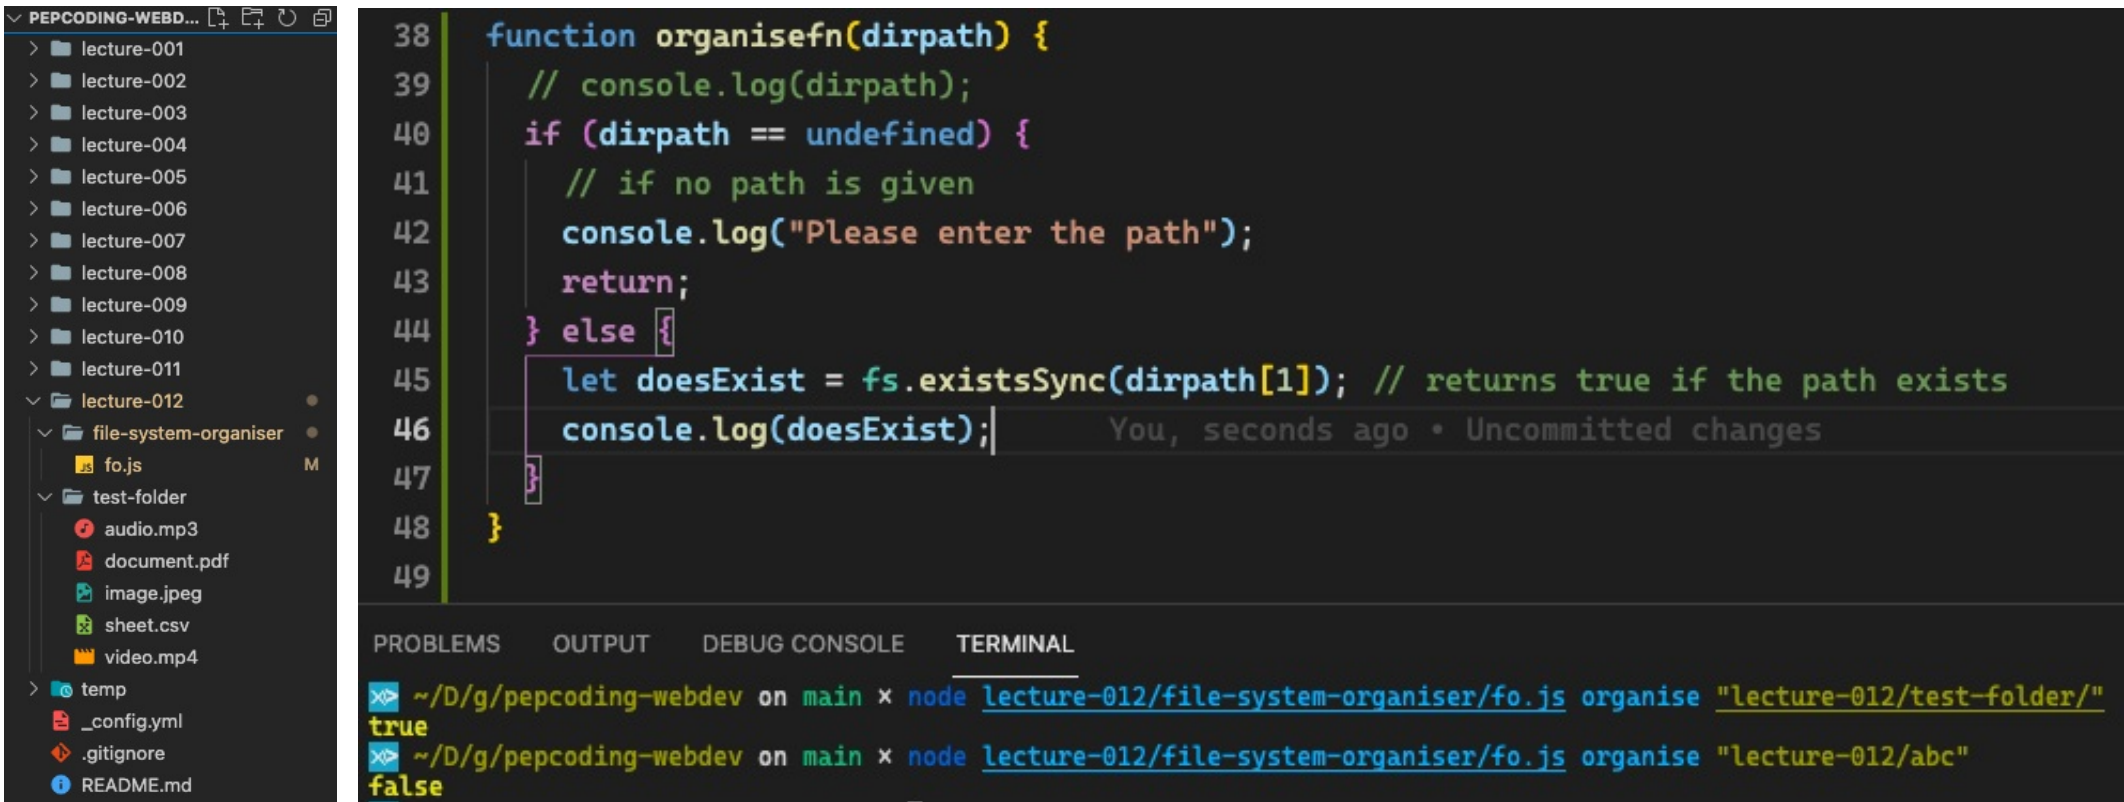 PEPCODING-WEBD...
lecture-001
lecture-002
lecture-003
lecture-004
lecture-005
lecture-006
lecture-007
lecture-008
lecture-009
lecture-010
lecture-011
lecture-012
file-system-organiser
JS fo.js M
test-folder
audio.mp3
document.pdf
image.jpeg
sheet.csv
video.mp4
temp
_config.yml
.gitignore
README.md
38 function organisefn(dirpath) {
39 // console.log(dirpath);
40 if (dirpath == undefined) {
41 // if no path is given
42 console.log("Please enter the path");
43 return;
44 } else {
45 let doesExist = fs.existsSync(dirpath[1]); // returns true if the path exists
46 console.log(doesExist); You, seconds ago • Uncommitted changes
47 }
48 }
49
PROBLEMS OUTPUT DEBUG CONSOLE TERMINAL
~/D/g/pepcoding-webdev on main × node lecture-012/file-system-organiser/fo.js organise "lecture-012/test-folder/"
true
~/D/g/pepcoding-webdev on main × node lecture-012/file-system-organiser/fo.js organise "lecture-012/abc"
false